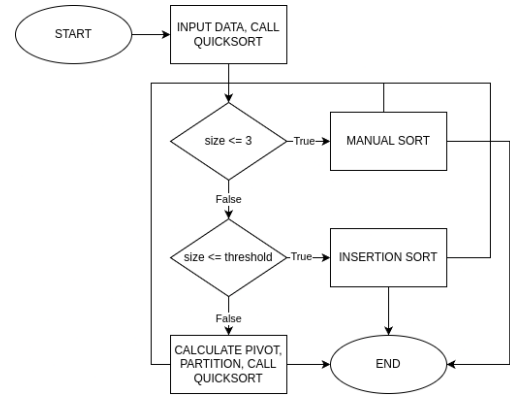 START
INPUT DATA, CALL
QUICKSORT
size <= 3
True
MANUAL SORT
False
size <= threshold
True
INSERTION SORT
False
CALCULATE PIVOT,
PARTITION, CALL
QUICKSORT
END